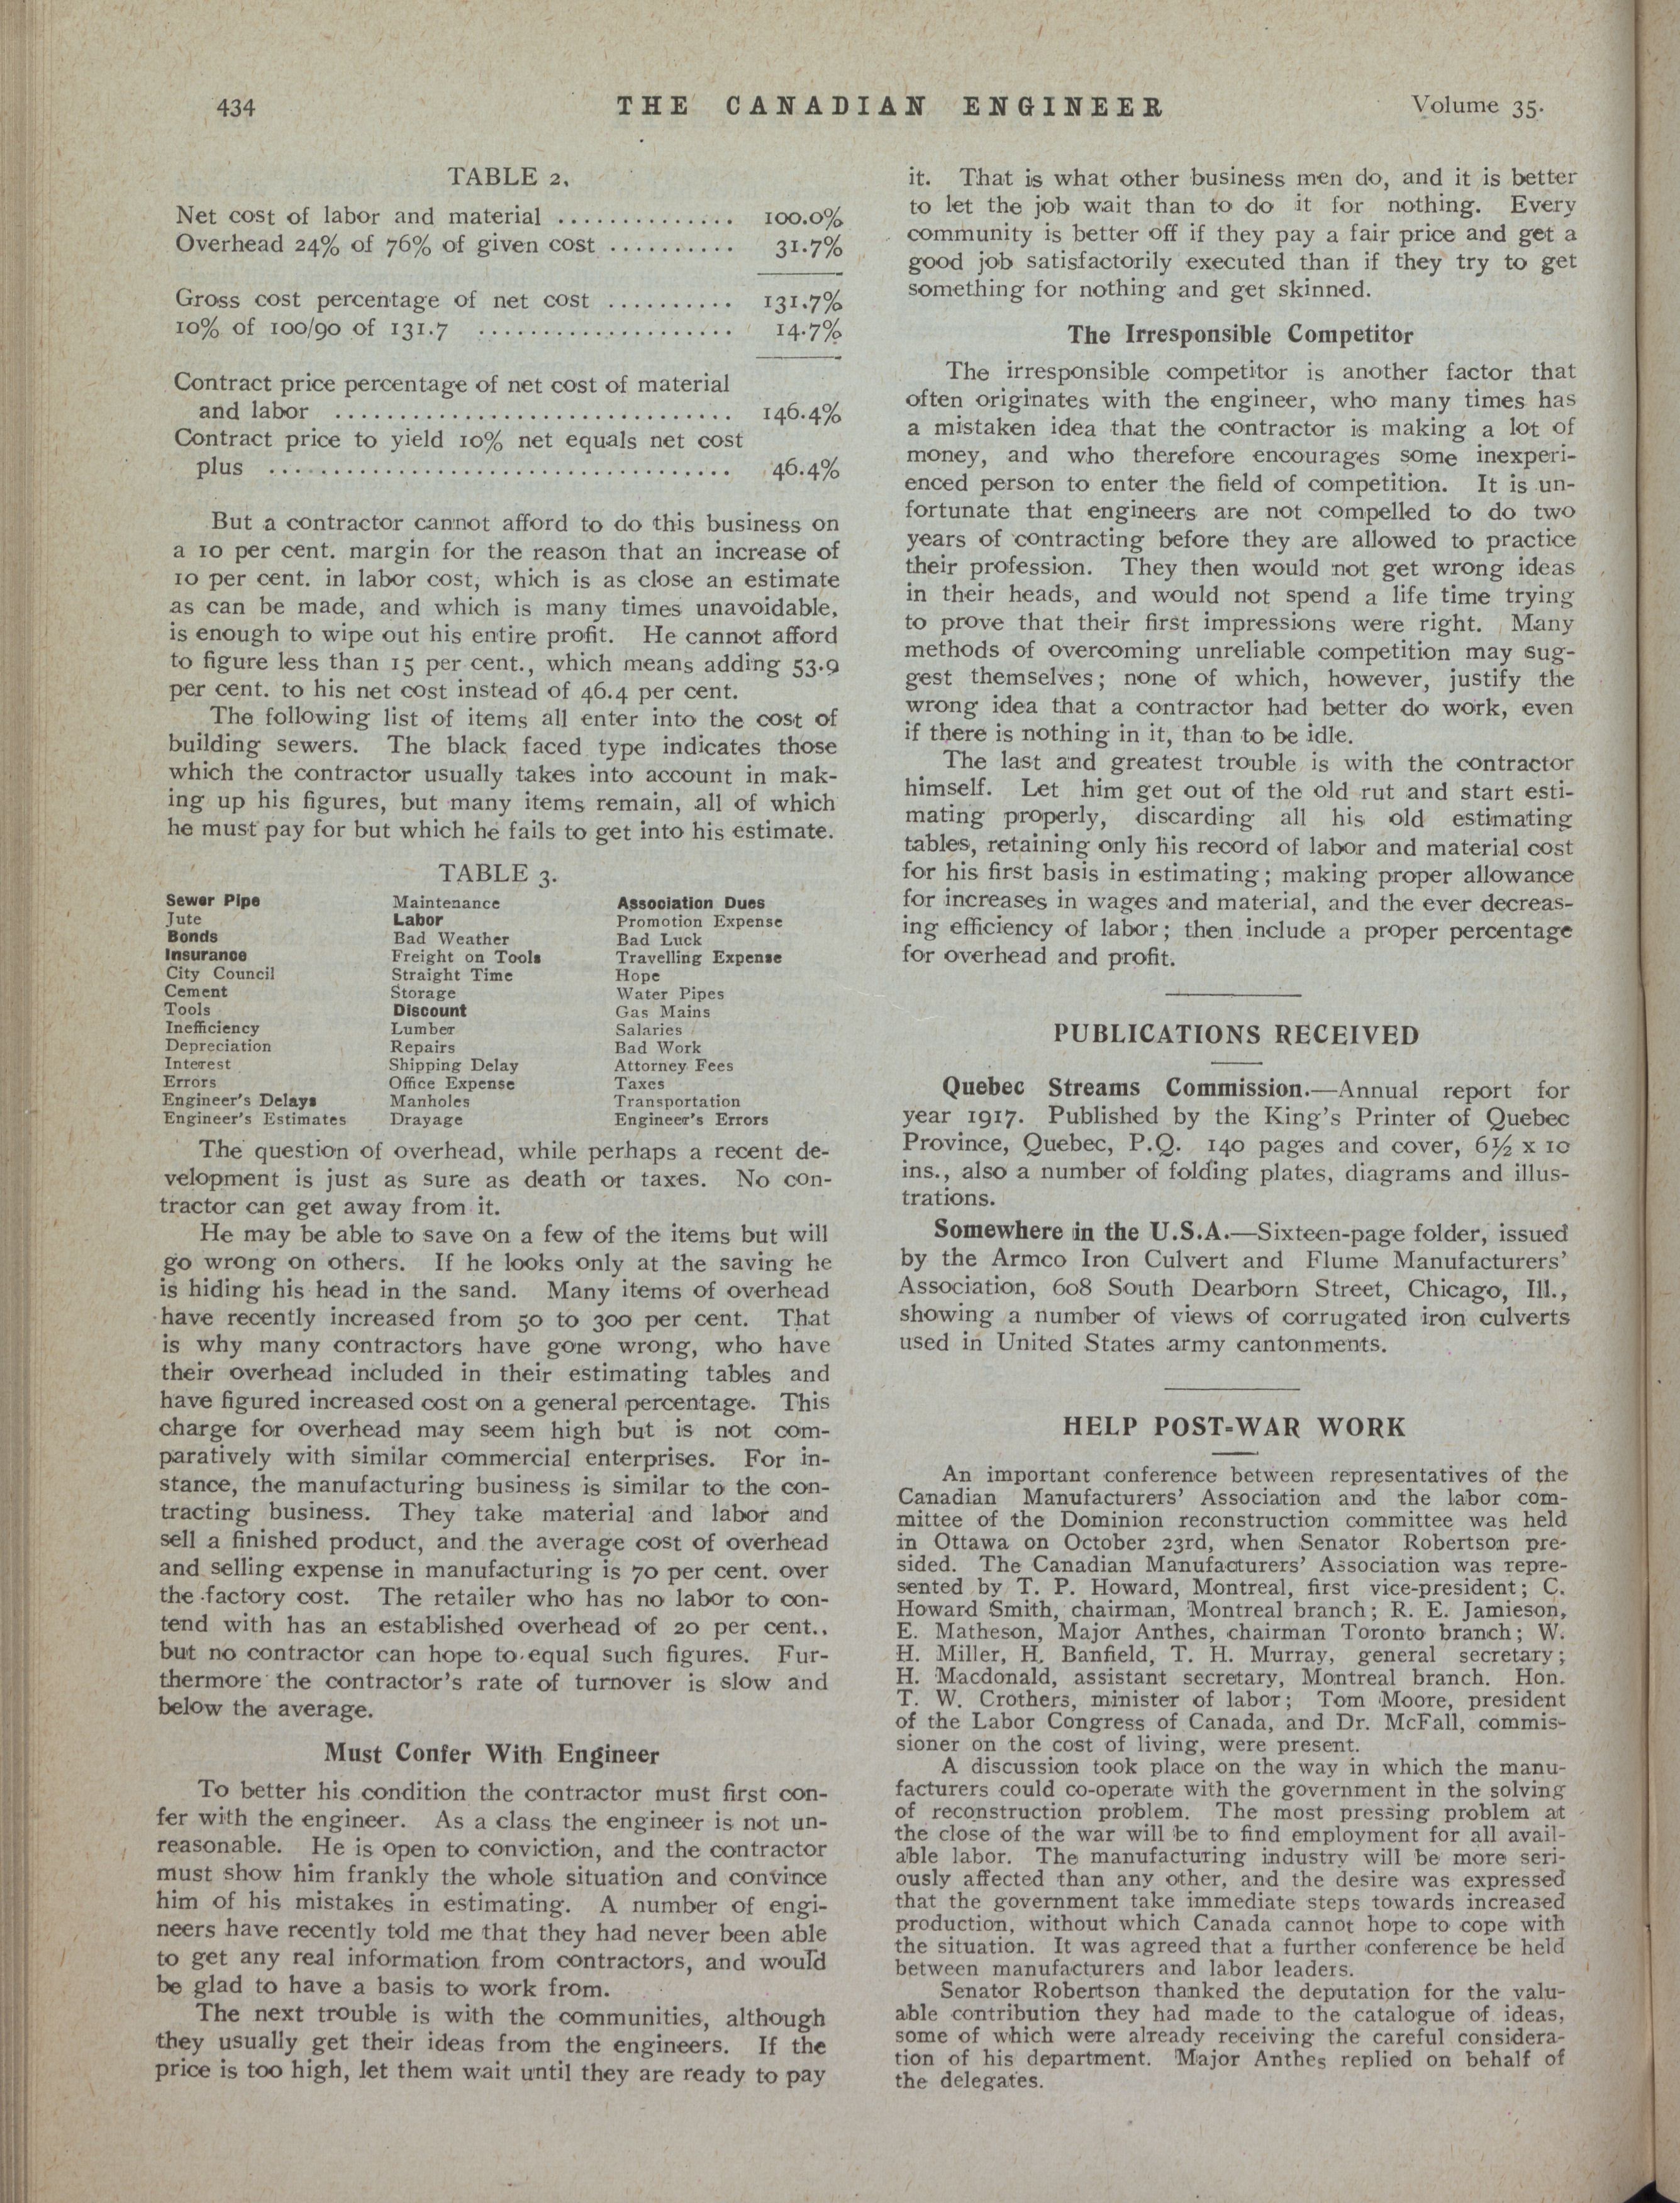 434
THE CANADIAN ENGINEER
Volume 35.
TABLE 2.
Net cost of labor and material .............. 100.0%
Overhead 24% of 76% of given cost .......... 31.7%
Gross cost percentage of net cost .......... 131.7%
10% of 100/90 of 131.7 .................... 14.7%
Contract price percentage of net cost of material
and labor ............................... 146.4%
Contract price to yield 10% net equals net cost
plus .................................... 46.4%
But a contractor cannot afford to do this business on
a 10 per cent. margin for the reason that an increase of
10 per cent. in labor cost, which is as close an estimate
as can be made, and which is many times unavoidable,
is enough to wipe out his entire profit. He cannot afford
to figure less than 15 per cent., which means adding 53.9
per cent. to his net cost instead of 46.4 per cent.
The following list of items all enter into the cost of
building sewers. The black faced type indicates those
which the contractor usually takes into account in mak-
ing up his figures, but many items remain, all of which
he must pay for but which he fails to get into his estimate.
TABLE 3.
Sewer Pipe
Jute
Bonds
Insurance
City Council
Cement
Tools
Inefficiency
Depreciation
Interest
Errors
Engineer's Delays
Engineer's Estimates
Maintenance
Labor
Bad Weather
Freight on Tools
Straight Time
Storage
Discount
Lumber
Repairs
Shipping Delay
Office Expense
Manholes
Drayage
Association Dues
Promotion Expense
Bad Luck
Travelling Expense
Hope
Water Pipes
Gas Mains
Salaries
Bad Work
Attorney Fees
Taxes
Transportation
Engineer's Errors
The question of overhead, while perhaps a recent de-
velopment is just as sure as death or taxes. No con-
tractor can get away from it.
He may be able to save on a few of the items but will
go wrong on others. If he looks only at the saving he
is hiding his head in the sand. Many items of overhead
have recently increased from 50 to 300 per cent. That
is why many contractors have gone wrong, who have
their overhead included in their estimating tables and
have figured increased cost on a general percentage. This
charge for overhead may seem high but is not com-
paratively with similar commercial enterprises. For in-
stance, the manufacturing business is similar to the con-
tracting business. They take material and labor and
sell a finished product, and the average cost of overhead
and selling expense in manufacturing is 70 per cent. over
the factory cost. The retailer who has no labor to con-
tend with has an established overhead of 20 per cent.,
but no contractor can hope to equal such figures. Fur-
thermore the contractor's rate of turnover is slow and
below the average.
Must Confer With Engineer
To better his condition the contractor must first con-
fer with the engineer. As a class the engineer is not un-
reasonable. He is open to conviction, and the contractor
must show him frankly the whole situation and convince
him of his mistakes in estimating. A number of engi-
neers have recently told me that they had never been able
to get any real information from contractors, and would
be glad to have a basis to work from.
The next trouble is with the communities, although
they usually get their ideas from the engineers. If the
price is too high, let them wait until they are ready to pay
it. That is what other business men do, and it is better
to let the job wait than to do it for nothing. Every
community is better off if they pay a fair price and get a
good job satisfactorily executed than if they try to get
something for nothing and get skinned.
The Irresponsible Competitor
The irresponsible competitor is another factor that
often originates with the engineer, who many times has
a mistaken idea that the contractor is making a lot of
money, and who therefore encourages some inexperi-
enced person to enter the field of competition. It is un-
fortunate that engineers are not compelled to do two
years of contracting before they are allowed to practice
their profession. They then would not get wrong ideas
in their heads, and would not spend a life time trying
to prove that their first impressions were right. Many
methods of overcoming unreliable competition may sug-
gest themselves; none of which, however, justify the
wrong idea that a contractor had better do work, even
if there is nothing in it, than to be idle.
The last and greatest trouble is with the contractor
himself. Let him get out of the old rut and start esti-
mating properly, discarding all his old estimating
tables, retaining only his record of labor and material cost
for his first basis in estimating; making proper allowance
for increases in wages and material, and the ever decreas-
ing efficiency of labor; then include a proper percentage
for overhead and profit.
PUBLICATIONS RECEIVED
Quebec Streams Commission.—Annual report for
year 1917. Published by the King's Printer of Quebec
Province, Quebec, P.Q. 140 pages and cover, 6½ x 10
ins., also a number of folding plates, diagrams and illus-
trations.
Somewhere in the U.S.A.—Sixteen-page folder, issued
by the Armco Iron Culvert and Flume Manufacturers'
Association, 608 South Dearborn Street, Chicago, Ill.,
showing a number of views of corrugated iron culverts
used in United States army cantonments.
HELP POST-WAR WORK
An important conference between representatives of the
Canadian Manufacturers' Association and the labor com-
mittee of the Dominion reconstruction committee was held
in Ottawa on October 23rd, when Senator Robertson pre-
sided. The Canadian Manufacturers' Association was repre-
sented by T. P. Howard, Montreal, first vice-president; C.
Howard Smith, chairman, Montreal branch; R. E. Jamieson,
E. Matheson, Major Anthes, chairman Toronto branch; W.
H. Miller, H. Banfield, T. H. Murray, general secretary;
H. Macdonald, assistant secretary, Montreal branch. Hon.
T. W. Crothers, minister of labor; Tom Moore, president
of the Labor Congress of Canada, and Dr. McFall, commis-
sioner on the cost of living, were present.
A discussion took place on the way in which the manu-
facturers could co-operate with the government in the solving
of reconstruction problem. The most pressing problem at
the close of the war will be to find employment for all avail-
able labor. The manufacturing industry will be more seri-
ously affected than any other, and the desire was expressed
that the government take immediate steps towards increased
production, without which Canada cannot hope to cope with
the situation. It was agreed that a further conference be held
between manufacturers and labor leaders.
Senator Robertson thanked the deputation for the valu-
able contribution they had made to the catalogue of ideas,
some of which were already receiving the careful considera-
tion of his department. Major Anthes replied on behalf of
the delegates.